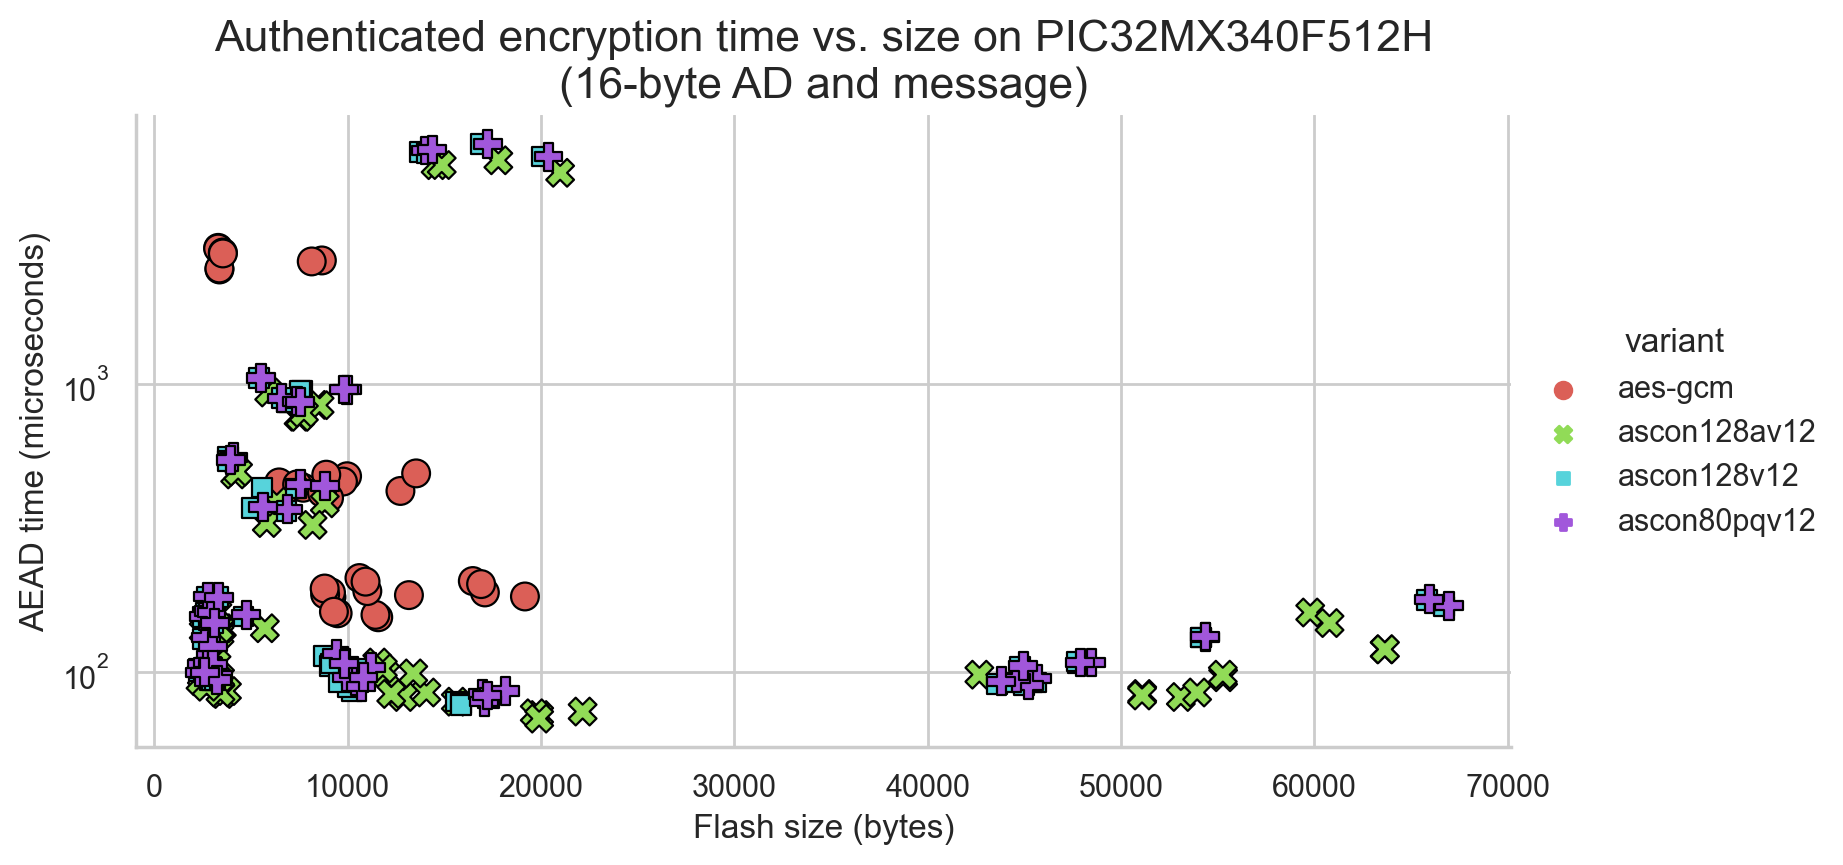 Authenticated encryption time vs. size on PIC32MX340F512H
(16-byte AD and message)
AEAD time (microseconds)
10³
10²
0 10000 20000 30000 40000 50000 60000 70000
Flash size (bytes)
variant
aes-gcm
ascon128av12
ascon128v12
ascon80pqv12